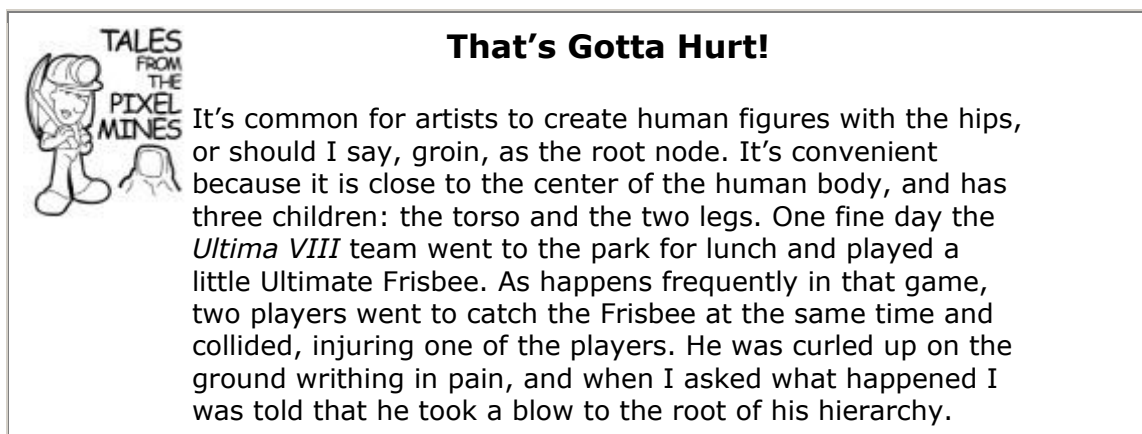 TALES
FROM
THE
PIXEL
MINES
That’s Gotta Hurt!
It’s common for artists to create human figures with the hips,
or should I say, groin, as the root node. It’s convenient
because it is close to the center of the human body, and has
three children: the torso and the two legs. One fine day the
Ultima VIII team went to the park for lunch and played a
little Ultimate Frisbee. As happens frequently in that game,
two players went to catch the Frisbee at the same time and
collided, injuring one of the players. He was curled up on the
ground writhing in pain, and when I asked what happened I
was told that he took a blow to the root of his hierarchy.